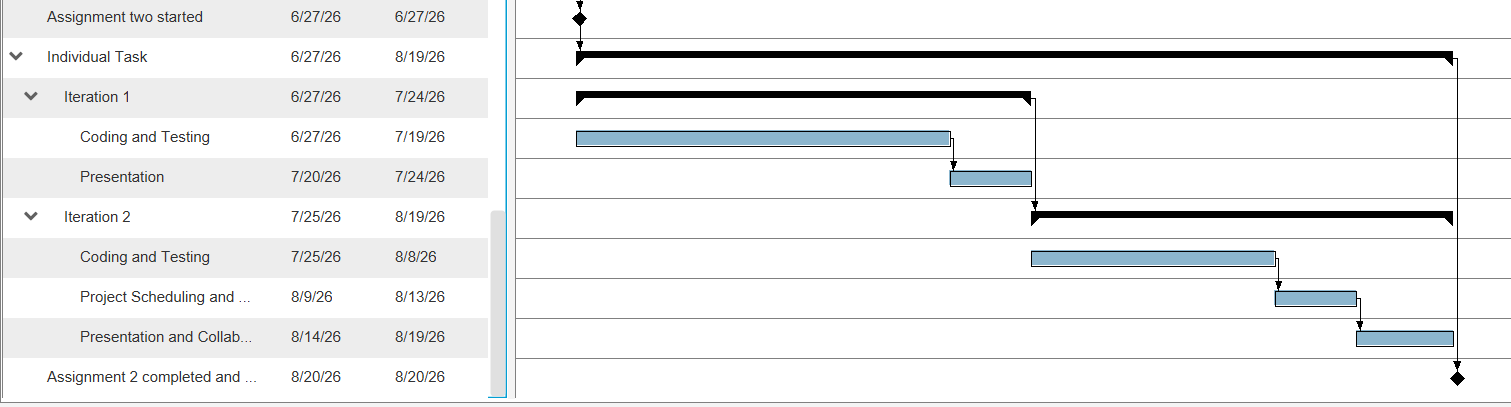 Assignment two started 6/27/26 6/27/26
Individual Task 6/27/26 8/19/26
Iteration 1 6/27/26 7/24/26
Coding and Testing 6/27/26 7/19/26
Presentation 7/20/26 7/24/26
Iteration 2 7/25/26 8/19/26
Coding and Testing 7/25/26 8/8/26
Project Scheduling and ... 8/9/26 8/13/26
Presentation and Collab... 8/14/26 8/19/26
Assignment 2 completed and ... 8/20/26 8/20/26